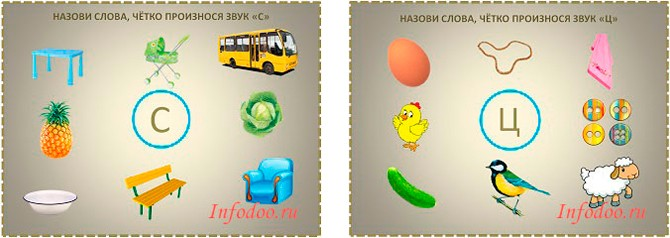 НАЗОВИ СЛОВА, ЧЁТКО ПРОИЗНОСЯ ЗВУК «С»
С
Infodoo.ru
НАЗОВИ СЛОВА, ЧЁТКО ПРОИЗНОСЯ ЗВУК «Ц»
Ц
Infodoo.ru